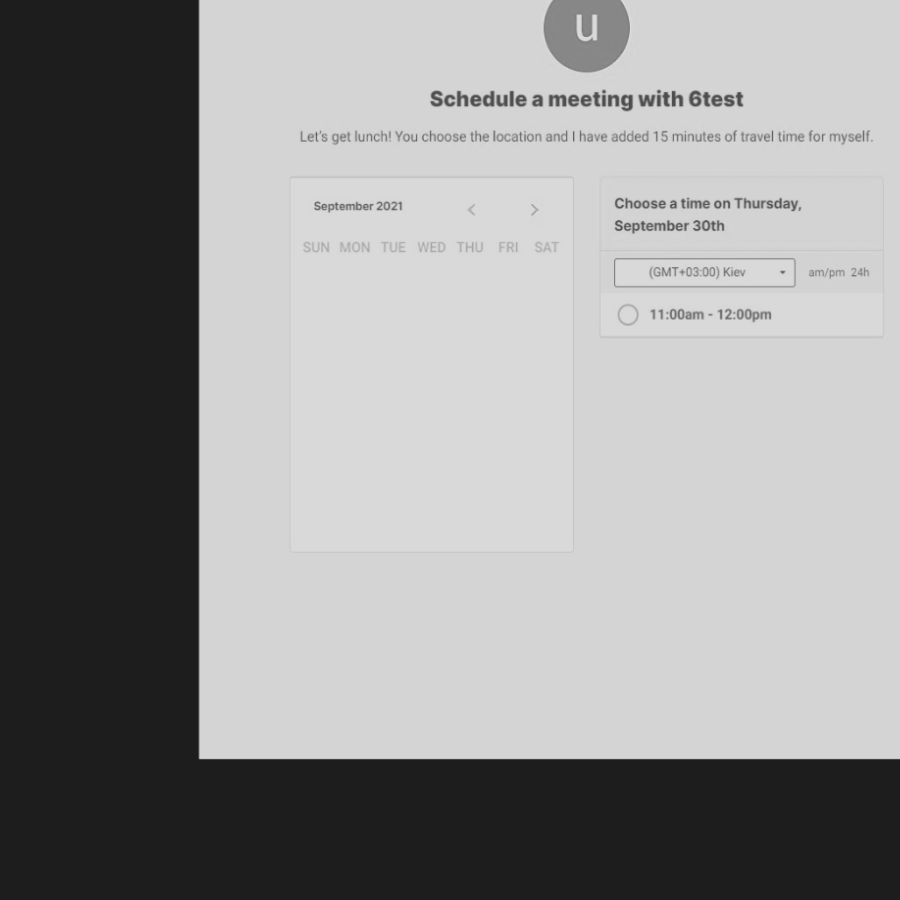 u
Schedule a meeting with 6test
Let's get lunch! You choose the location and I have added 15 minutes of travel time for myself.
September 2021
SUN MON TUE WED THU FRI SAT
Choose a time on Thursday,
September 30th
(GMT+03:00) Kiev
am/pm 24h
11:00am - 12:00pm